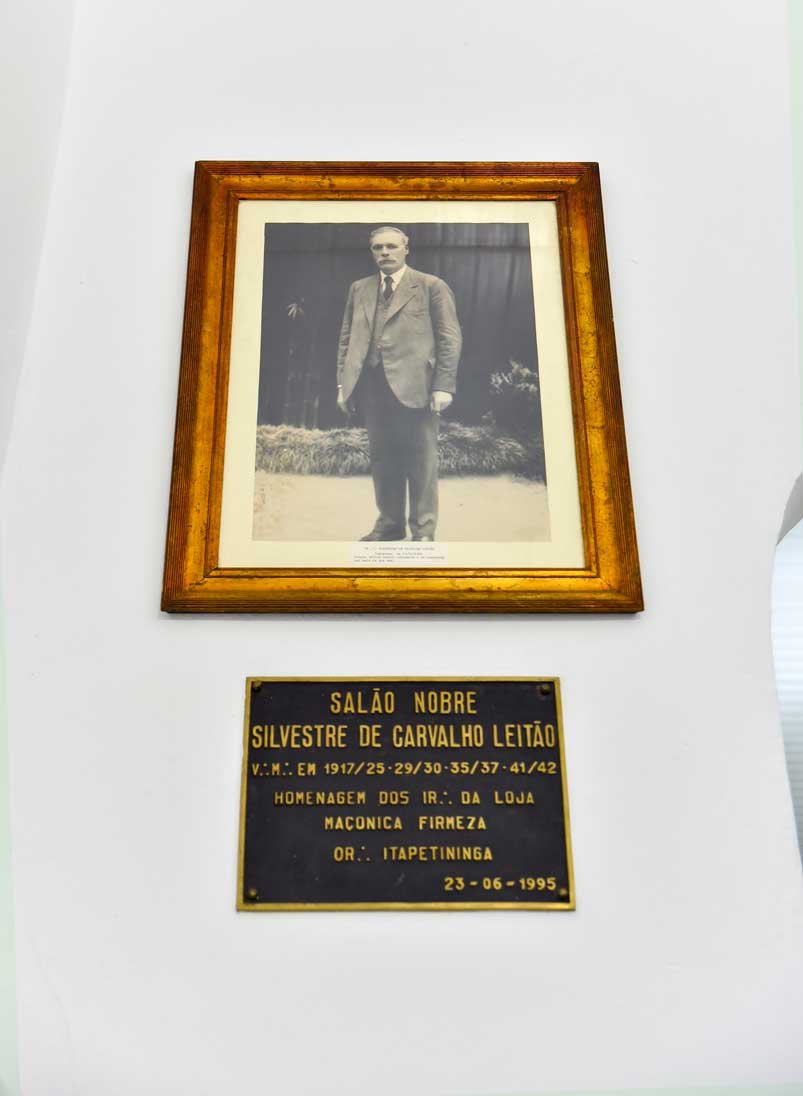 SALÃO NOBRE
SILVESTRE DE CARVALHO LEITÃO
V∴M∴ EM 1917/25-29/30-35/37-41/42
HOMENAGEM DOS IR∴ DA LOJA
MAÇONICA FIRMEZA
OR∴ ITAPETININGA
23-06-1995